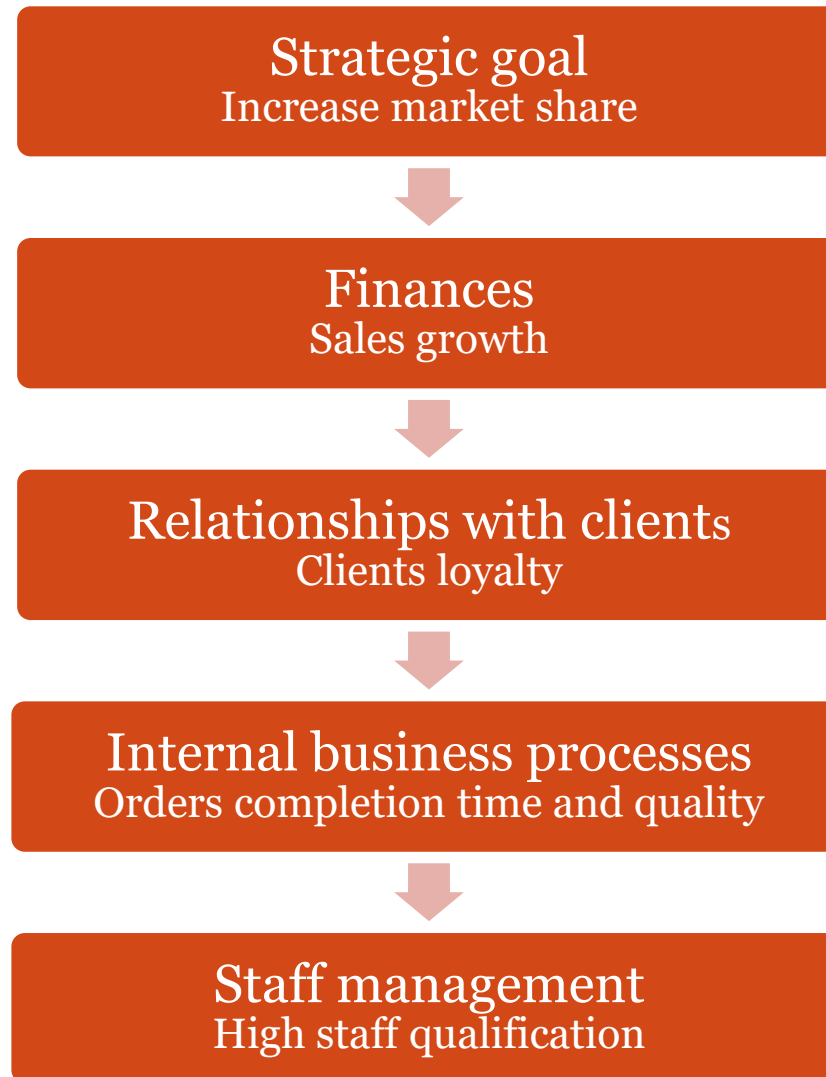 Strategic goal
Increase market share
Finances
Sales growth
Relationships with clients
Clients loyalty
Internal business processes
Orders completion time and quality
Staff management
High staff qualification